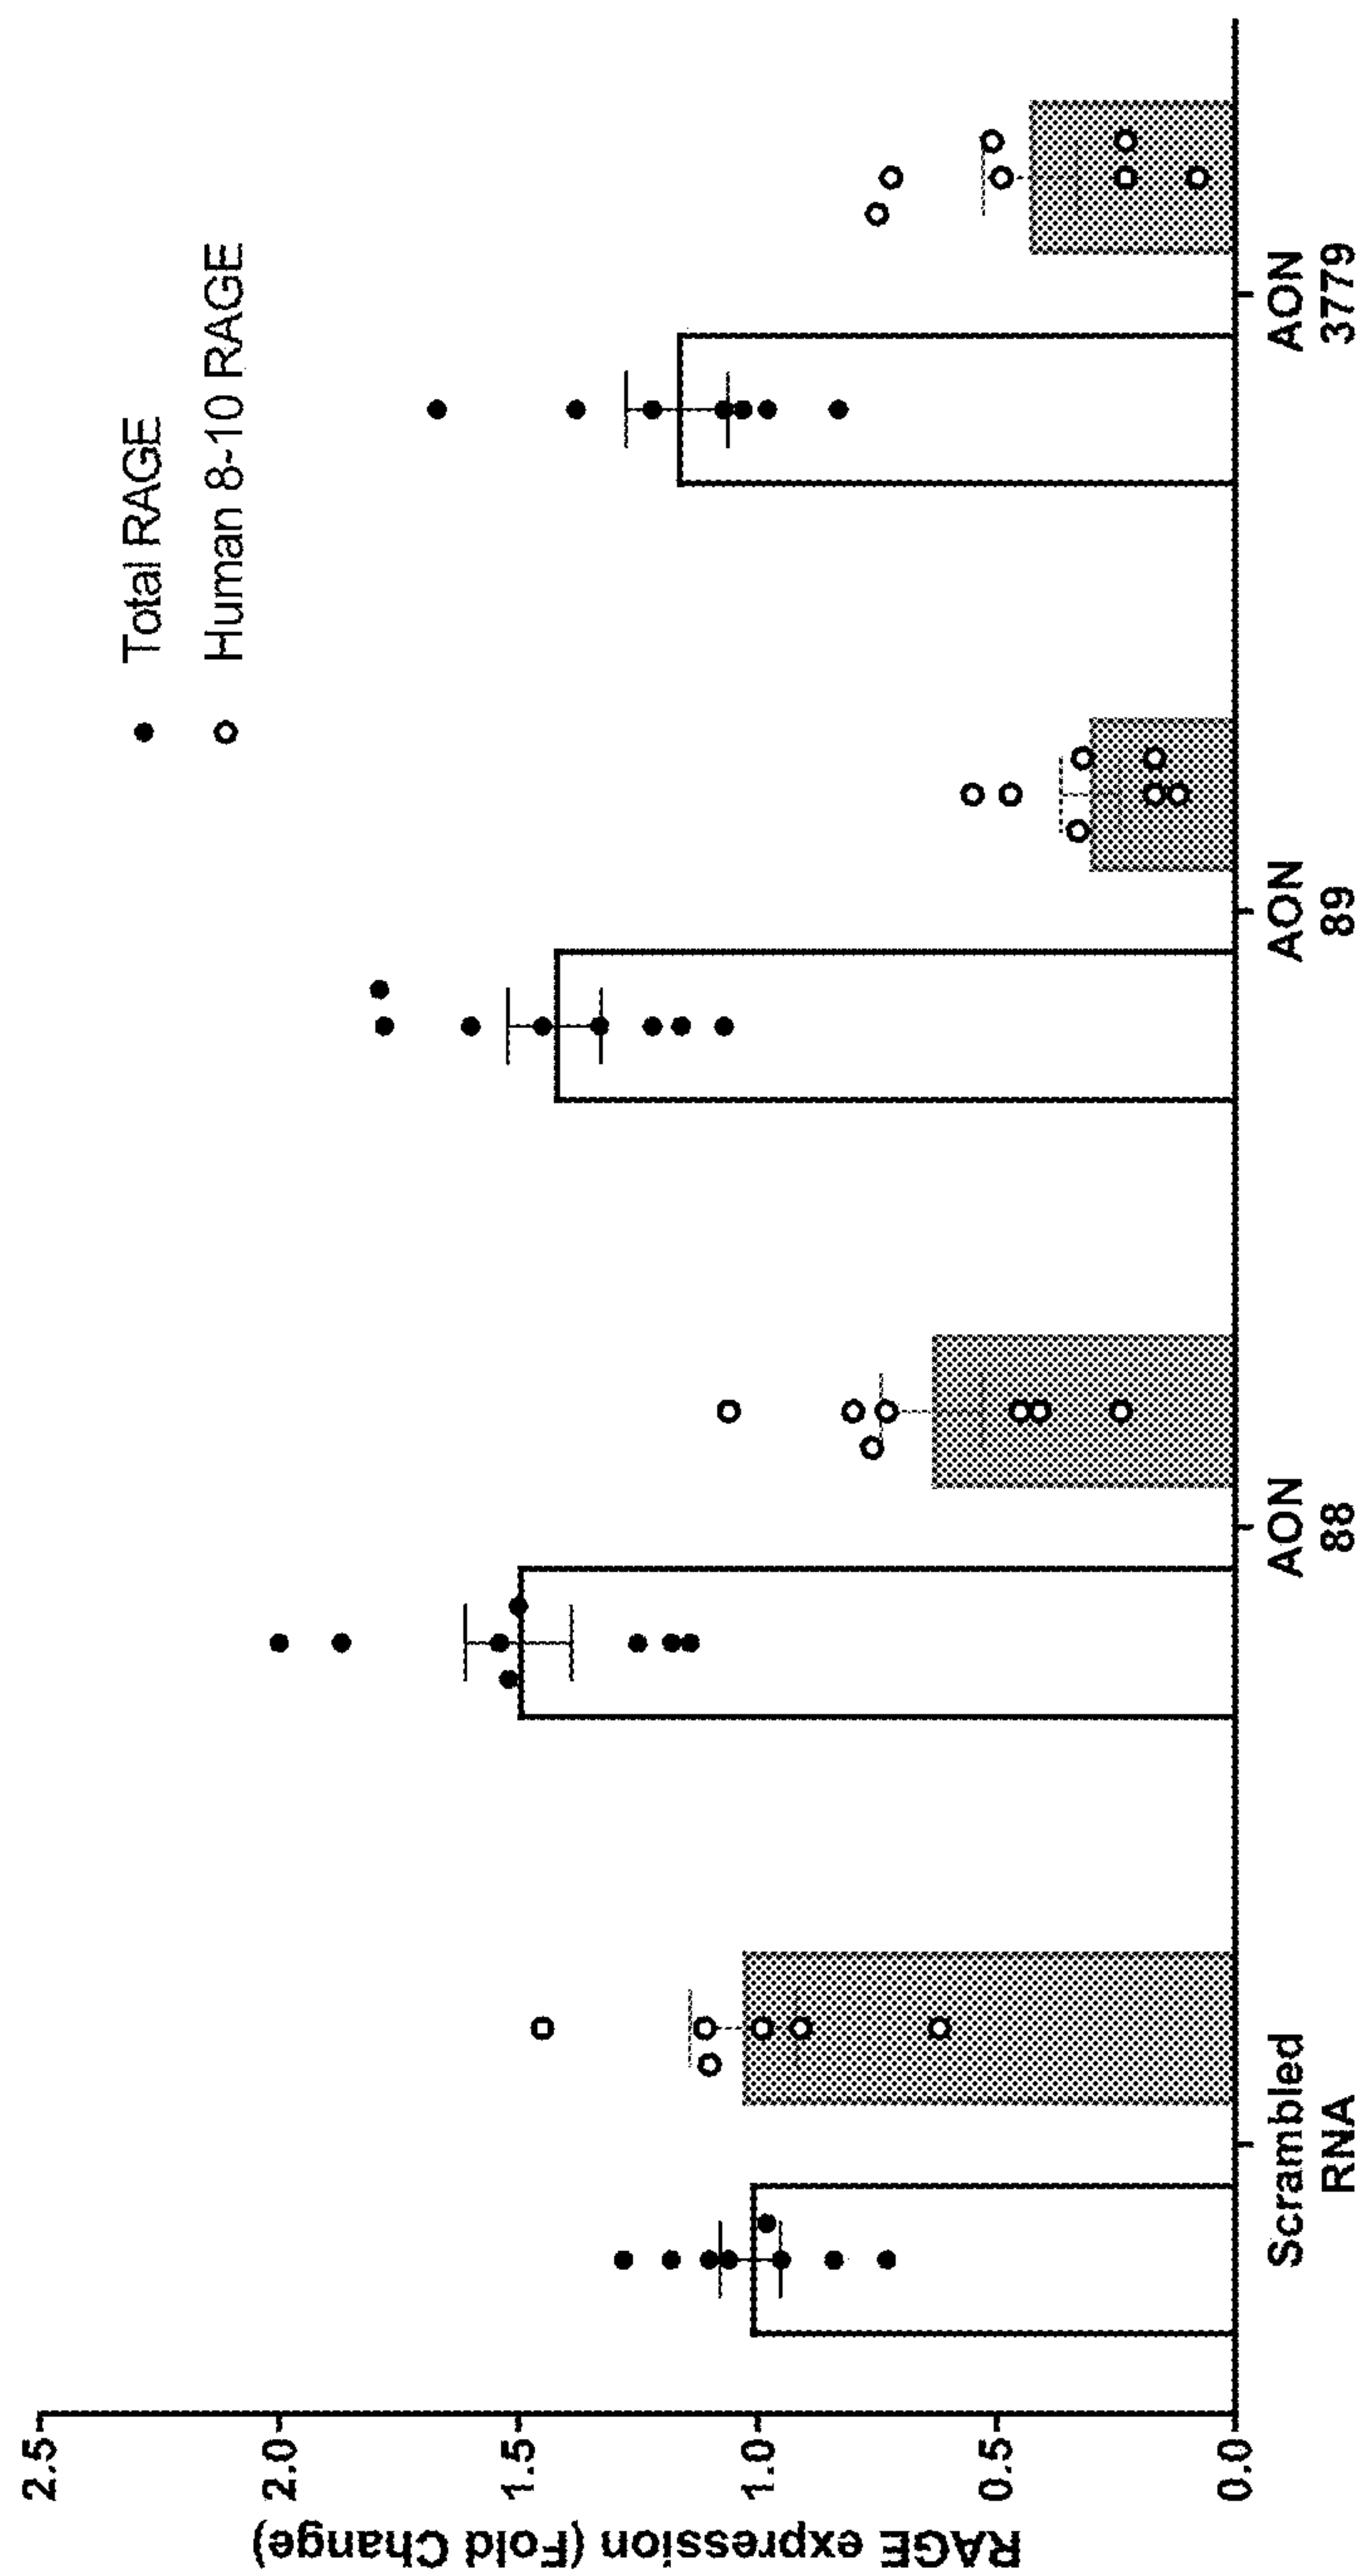 Total RAGE
Human 8-10 RAGE
RAGE expression (Fold Change)
2.5
2.0
1.5
1.0
0.5
0.0
Scrambled
RNA
AON
88
AON
89
AON
3779